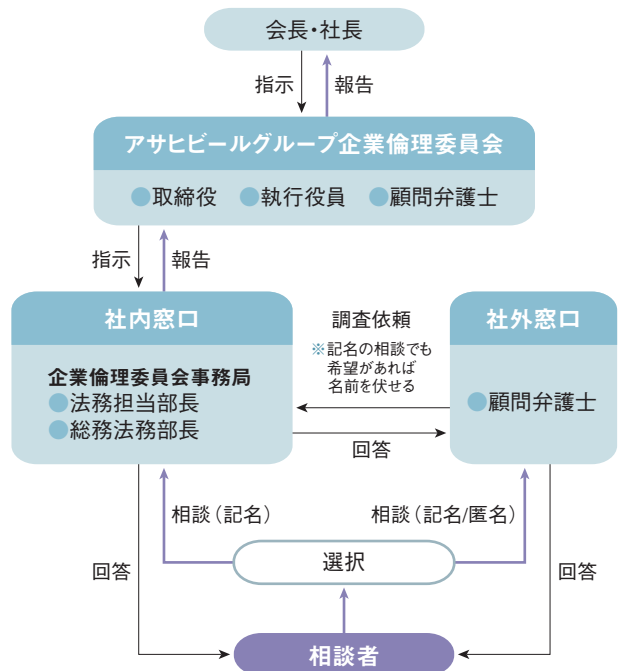 会長・社長
指示
報告
アサヒビールグループ企業倫理委員会
●取締役 ●執行役員 ●顧問弁護士
指示
報告
社内窓口
企業倫理委員会事務局
●法務担当部長
●総務法務部長
調査依頼
※記名の相談でも
希望があれば
名前を伏せる
回答
社外窓口
●顧問弁護士
相談（記名）
相談（記名/匿名）
選択
回答
回答
相談者